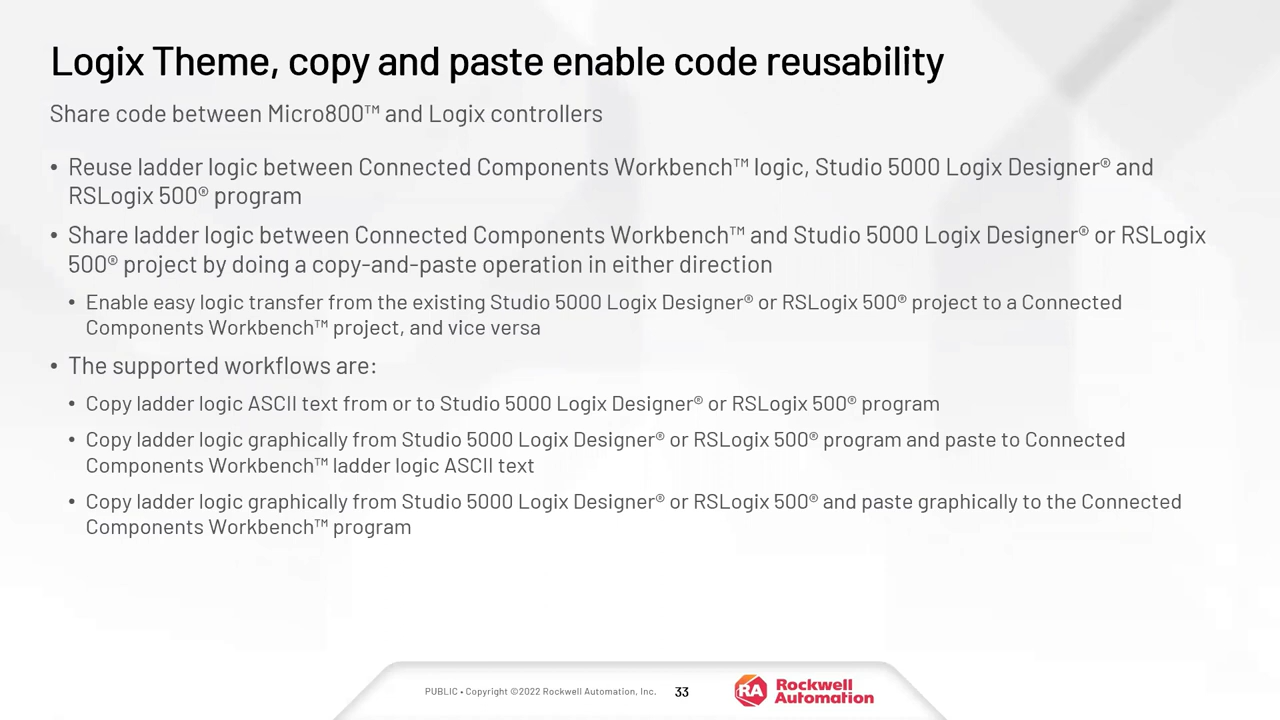 Logix Theme, copy and paste enable code reusability
Share code between Micro800™ and Logix controllers
• Reuse ladder logic between Connected Components Workbench™ logic, Studio 5000 Logix Designer® and
RSLogix 500® program
• Share ladder logic between Connected Components Workbench™ and Studio 5000 Logix Designer® or RSLogix
500® project by doing a copy-and-paste operation in either direction
• Enable easy logic transfer from the existing Studio 5000 Logix Designer® or RSLogix 500® project to a Connected
Components Workbench™ project, and vice versa
• The supported workflows are:
• Copy ladder logic ASCII text from or to Studio 5000 Logix Designer® or RSLogix 500® program
• Copy ladder logic graphically from Studio 5000 Logix Designer® or RSLogix 500® program and paste to Connected
Components Workbench™ ladder logic ASCII text
• Copy ladder logic graphically from Studio 5000 Logix Designer® or RSLogix 500® and paste graphically to the Connected
Components Workbench™ program
PUBLIC • Copyright ©2022 Rockwell Automation, Inc. 33
RA Rockwell
Automation